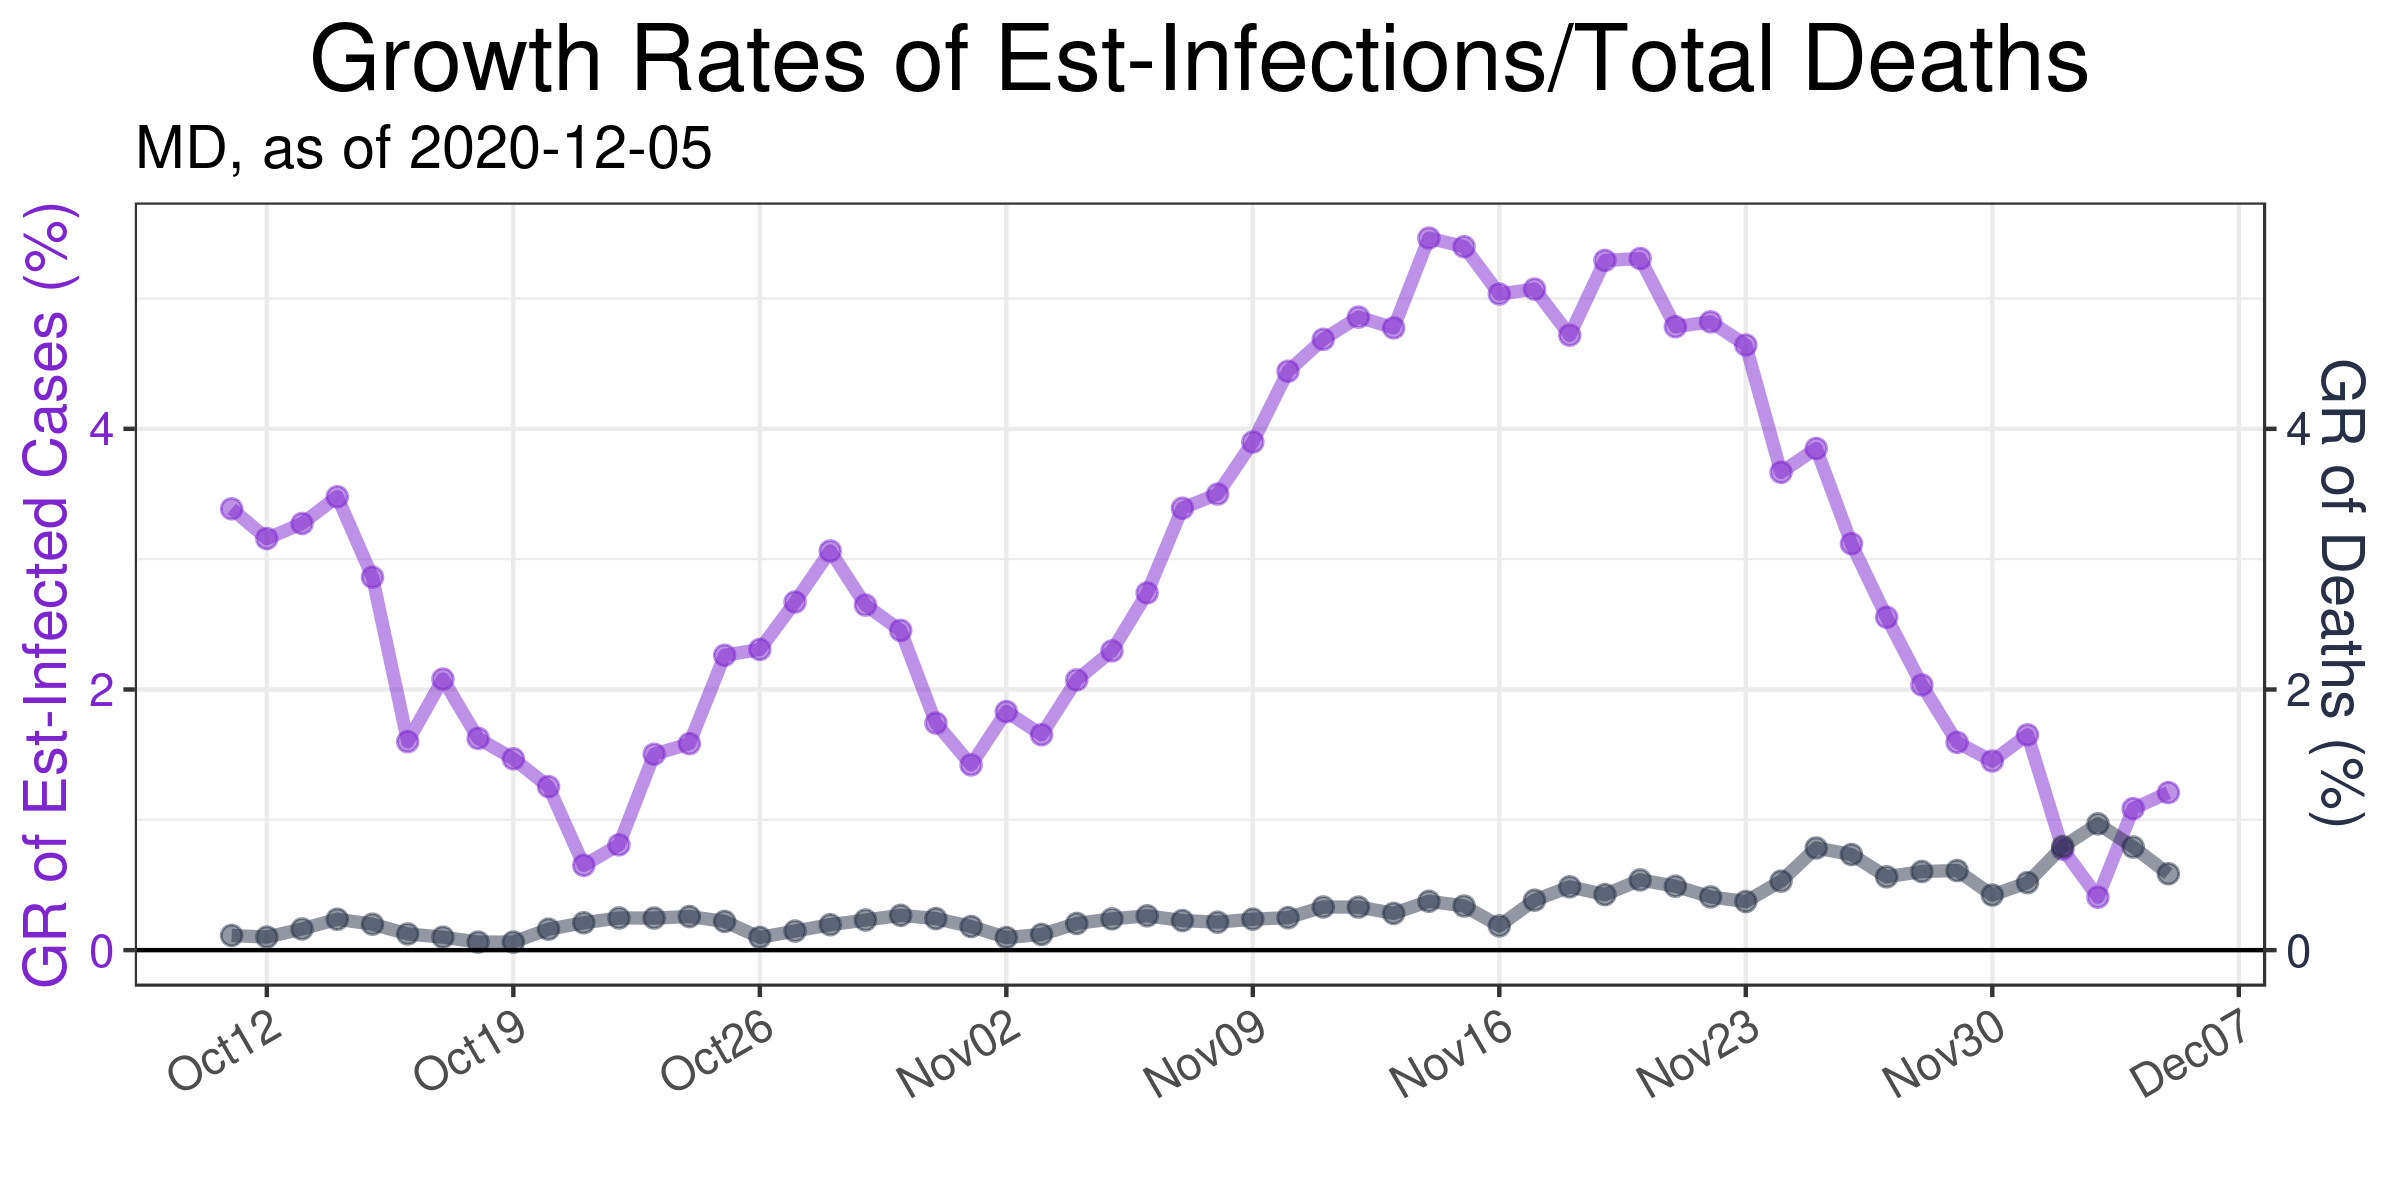 Growth Rates of Est-Infections/Total Deaths
MD, as of 2020-12-05
GR of Est-Infected Cases (%)
4
2
0
4
2
0
GR of Deaths (%)
Oct12
Oct19
Oct26
Nov02
Nov09
Nov16
Nov23
Nov30
Dec07